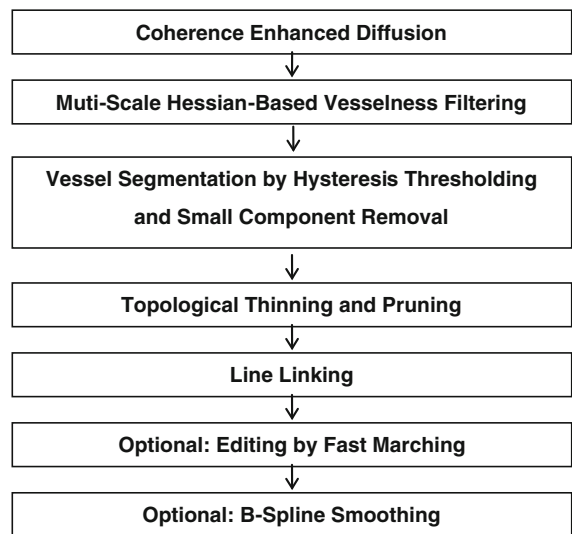 Coherence Enhanced Diffusion
Muti-Scale Hessian-Based Vesselness Filtering
Vessel Segmentation by Hysteresis Thresholding
and Small Component Removal
Topological Thinning and Pruning
Line Linking
Optional: Editing by Fast Marching
Optional: B-Spline Smoothing